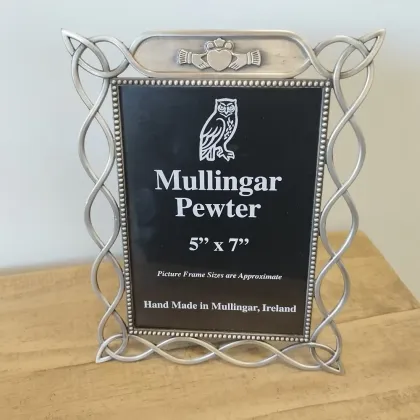 Mullingar
Pewter
5” x 7”
Picture Frame Sizes are Approximate
Hand Made in Mullingar, Ireland